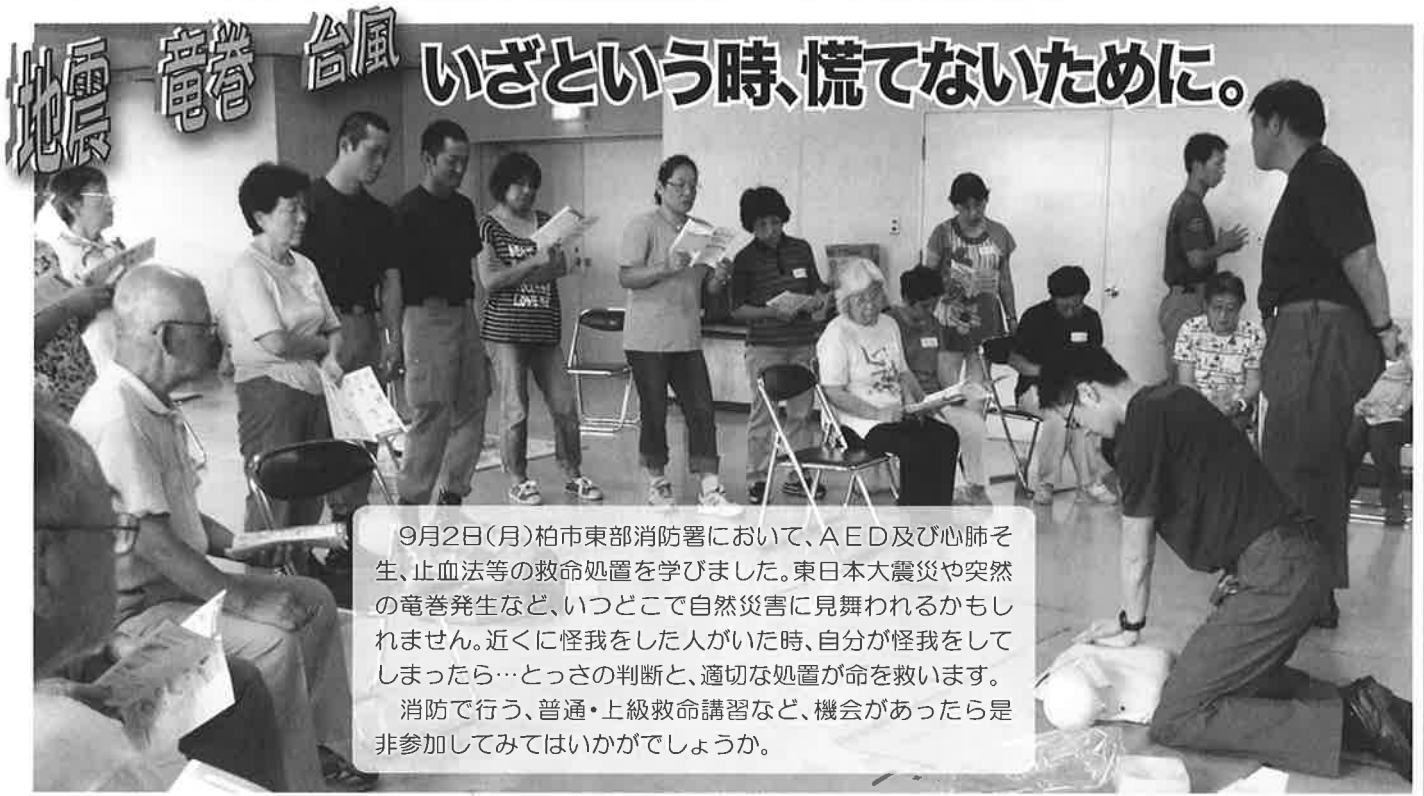 地震 竜巻 台風
いざという時、慌てないために。
9月2日(月)柏市東部消防署において、AED及び心肺そ
生、止血法等の救命処置を学びました。東日本大震災や突然
の竜巻発生など、いつどこで自然災害に見舞われるかもし
れません。近くに怪我をした人がいた時、自分が怪我をして
しまったら…とっさの判断と、適切な処置が命を救います。
消防で行う、普通・上級救命講習など、機会があったら是
非参加してみてはいかがでしょうか。